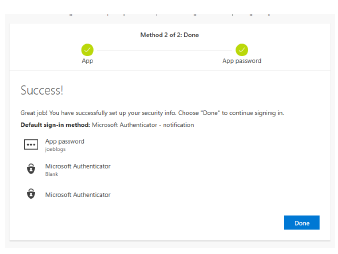 Method 2 of 2: Done
App
App password
Success!
Great job! You have successfully set up your security info. Choose "Done" to continue signing in.
Default sign-in method: Microsoft Authenticator - notification
App password
joeblogs
Microsoft Authenticator
Blank
Microsoft Authenticator
Done